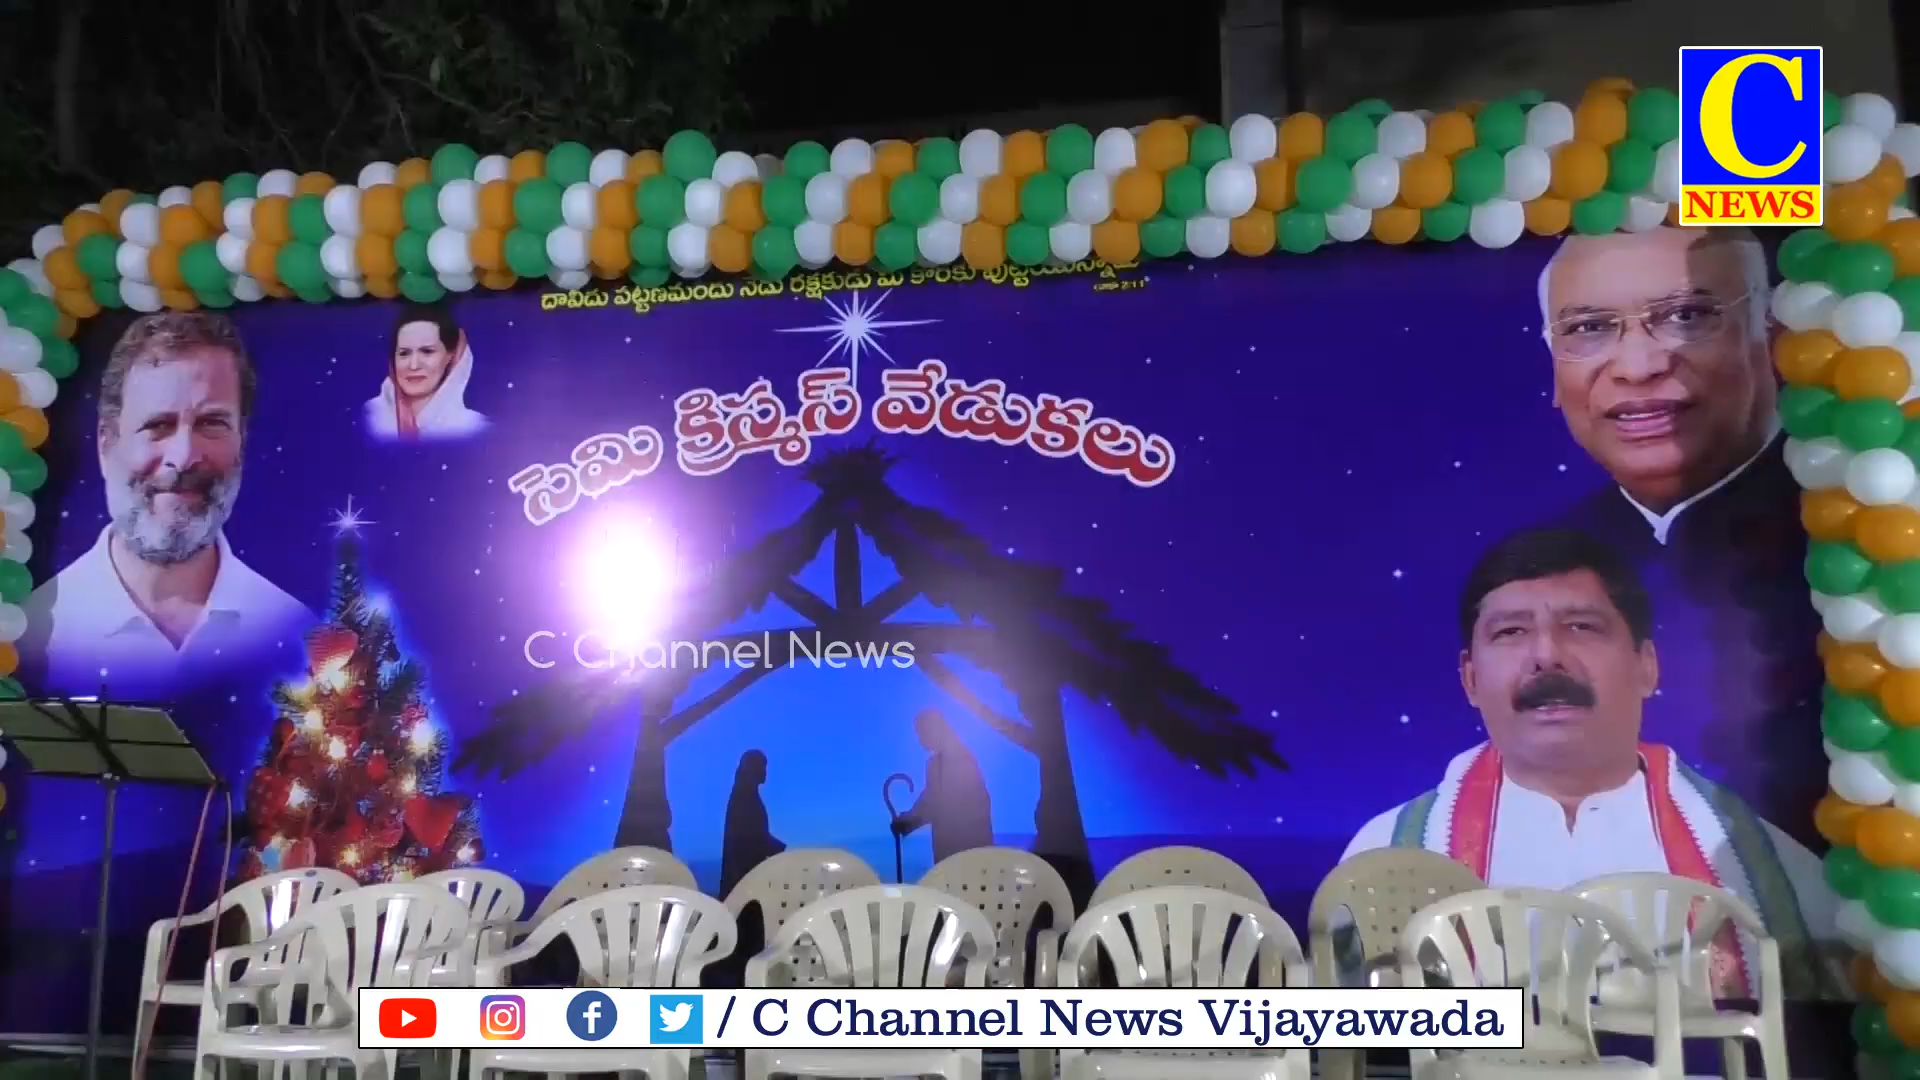 C
NEWS
దావీదు పట్టణమందు నేడు రక్షకుడు మీ కొరకు పుట్టియున్నాడు
సెమి క్రిస్మస్ వేడుకలు
C Channel News
/ C Channel News Vijayawada